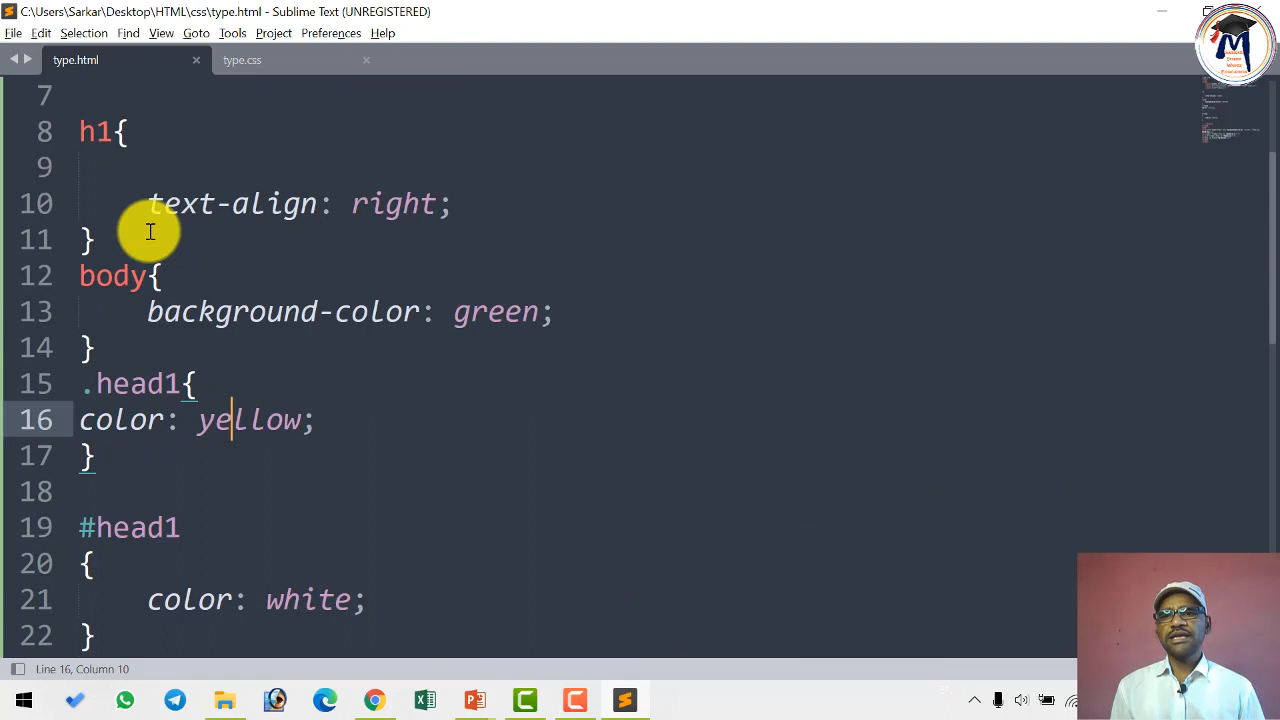 C:\Users\Sarkar\Desktop\HTML\css\type.html - Sublime Text (UNREGISTERED)
File Edit Selection Find View Goto Tools Project Preferences Help
type.html × type.css ×
7
8 h1{
9
10 text-align: right;
11 }
12 body{
13 background-color: green;
14 }
15 .head1{
16 color: yellow;
17 }
18
19 #head1
20 {
21 color: white;
22 }
Line 16, Column 10